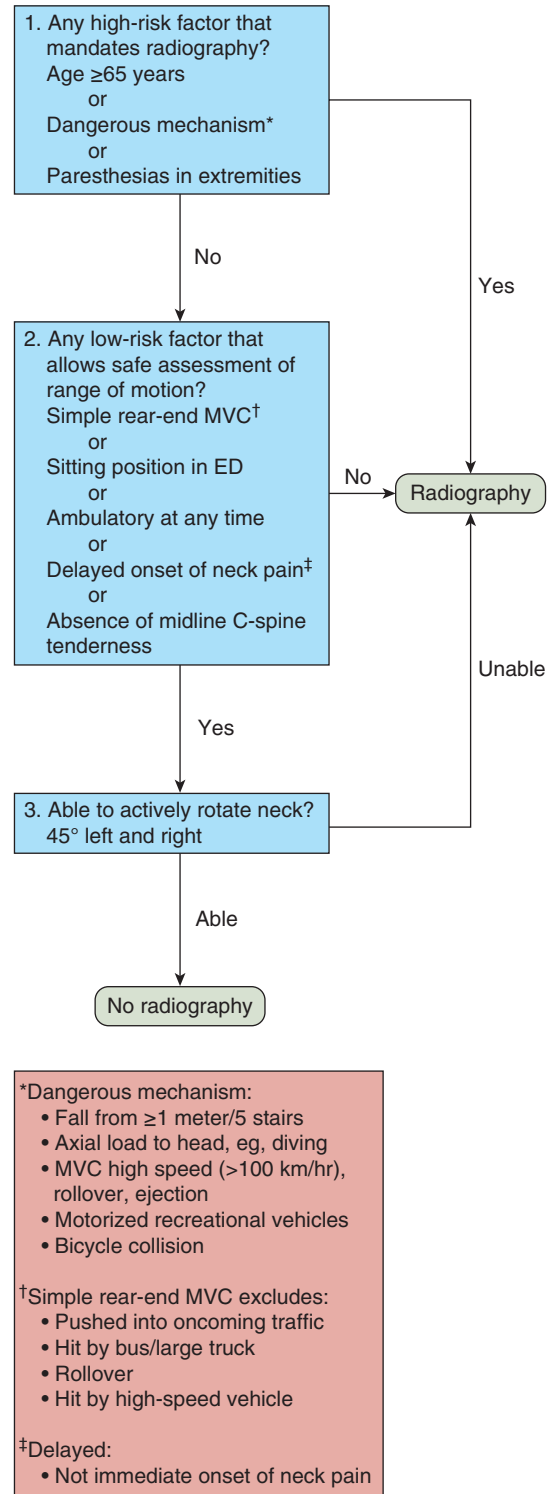 1. Any high-risk factor that
mandates radiography?
Age ≥65 years
or
Dangerous mechanism*
or
Paresthesias in extremities
No
Yes
2. Any low-risk factor that
allows safe assessment of
range of motion?
Simple rear-end MVC†
or
Sitting position in ED
or
Ambulatory at any time
or
Delayed onset of neck pain‡
or
Absence of midline C-spine
tenderness
No
Radiography
Yes
Unable
3. Able to actively rotate neck?
45° left and right
Able
No radiography
*Dangerous mechanism:
• Fall from ≥1 meter/5 stairs
• Axial load to head, eg, diving
• MVC high speed (>100 km/hr),
rollover, ejection
• Motorized recreational vehicles
• Bicycle collision
†Simple rear-end MVC excludes:
• Pushed into oncoming traffic
• Hit by bus/large truck
• Rollover
• Hit by high-speed vehicle
‡Delayed:
• Not immediate onset of neck pain